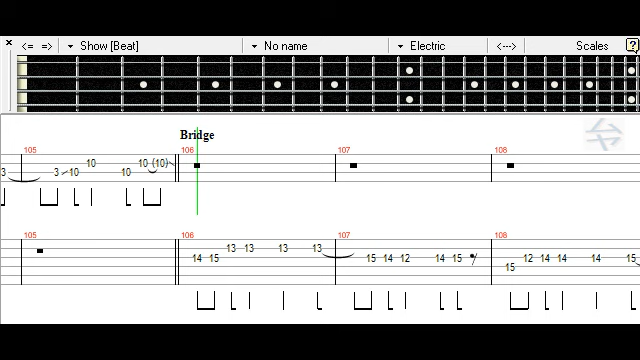 × <= => ▾ Show [Beat] ▾ No name ▾ Electric <---> Scales ?
Bridge
105 106 107 108
3 3 10 10 10 10 (10)
105 106 107 108
14 15 13 13 13 13 15 14 12 14 15 15 12 14 14 14 15